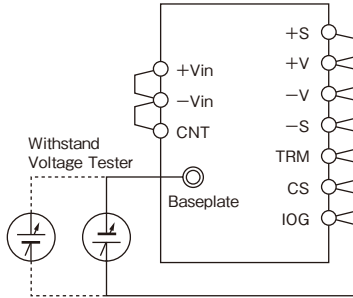 +S
+Vin
+V
−Vin
−V
CNT
−S
Withstand
Voltage Tester
TRM
Baseplate
CS
IOG